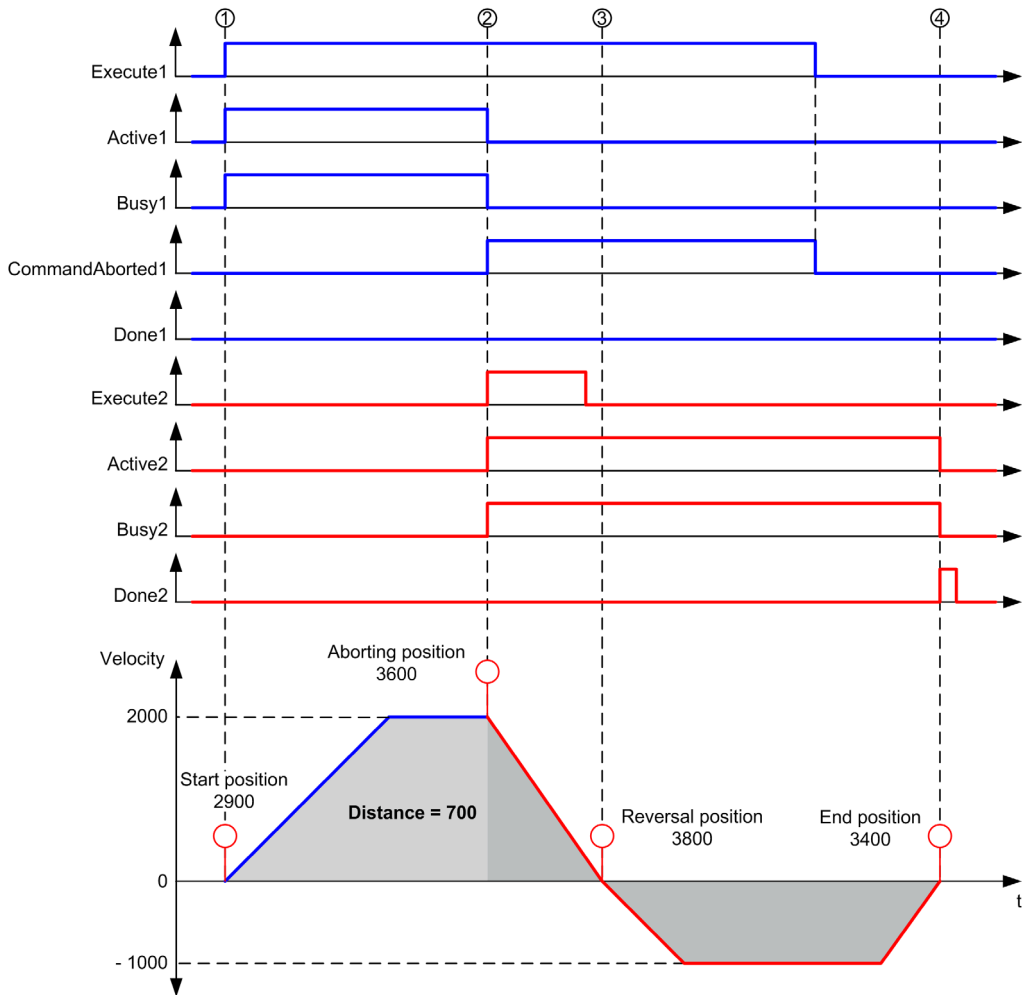 1 2 3 4
Execute1
Active1
Busy1
CommandAborted1
Done1
Execute2
Active2
Busy2
Done2
Velocity
Aborting position
3600
2000
Start position
2900
Distance = 700
Reversal position
3800
End position
3400
0
t
- 1000